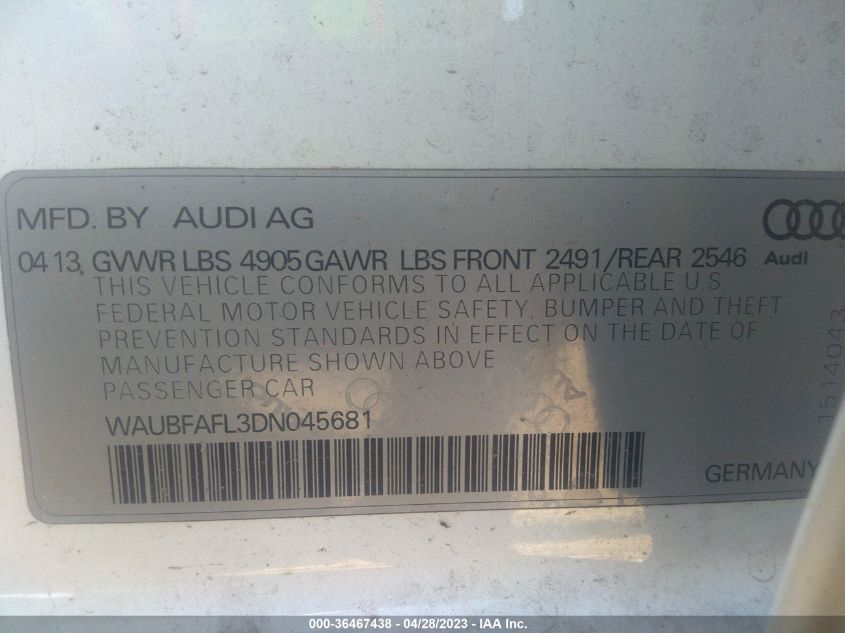 MFD. BY AUDI AG
04 13, GVWR LBS 4905 GAWR LBS FRONT 2491/REAR 2546
Audi
THIS VEHICLE CONFORMS TO ALL APPLICABLE U.S.
FEDERAL MOTOR VEHICLE SAFETY, BUMPER AND THEFT
PREVENTION STANDARDS IN EFFECT ON THE DATE OF
MANUFACTURE SHOWN ABOVE
PASSENGER CAR
WAUBFAFL3DN045681
GERMANY
1514043
000-36467438 - 04/28/2023 - IAA Inc.